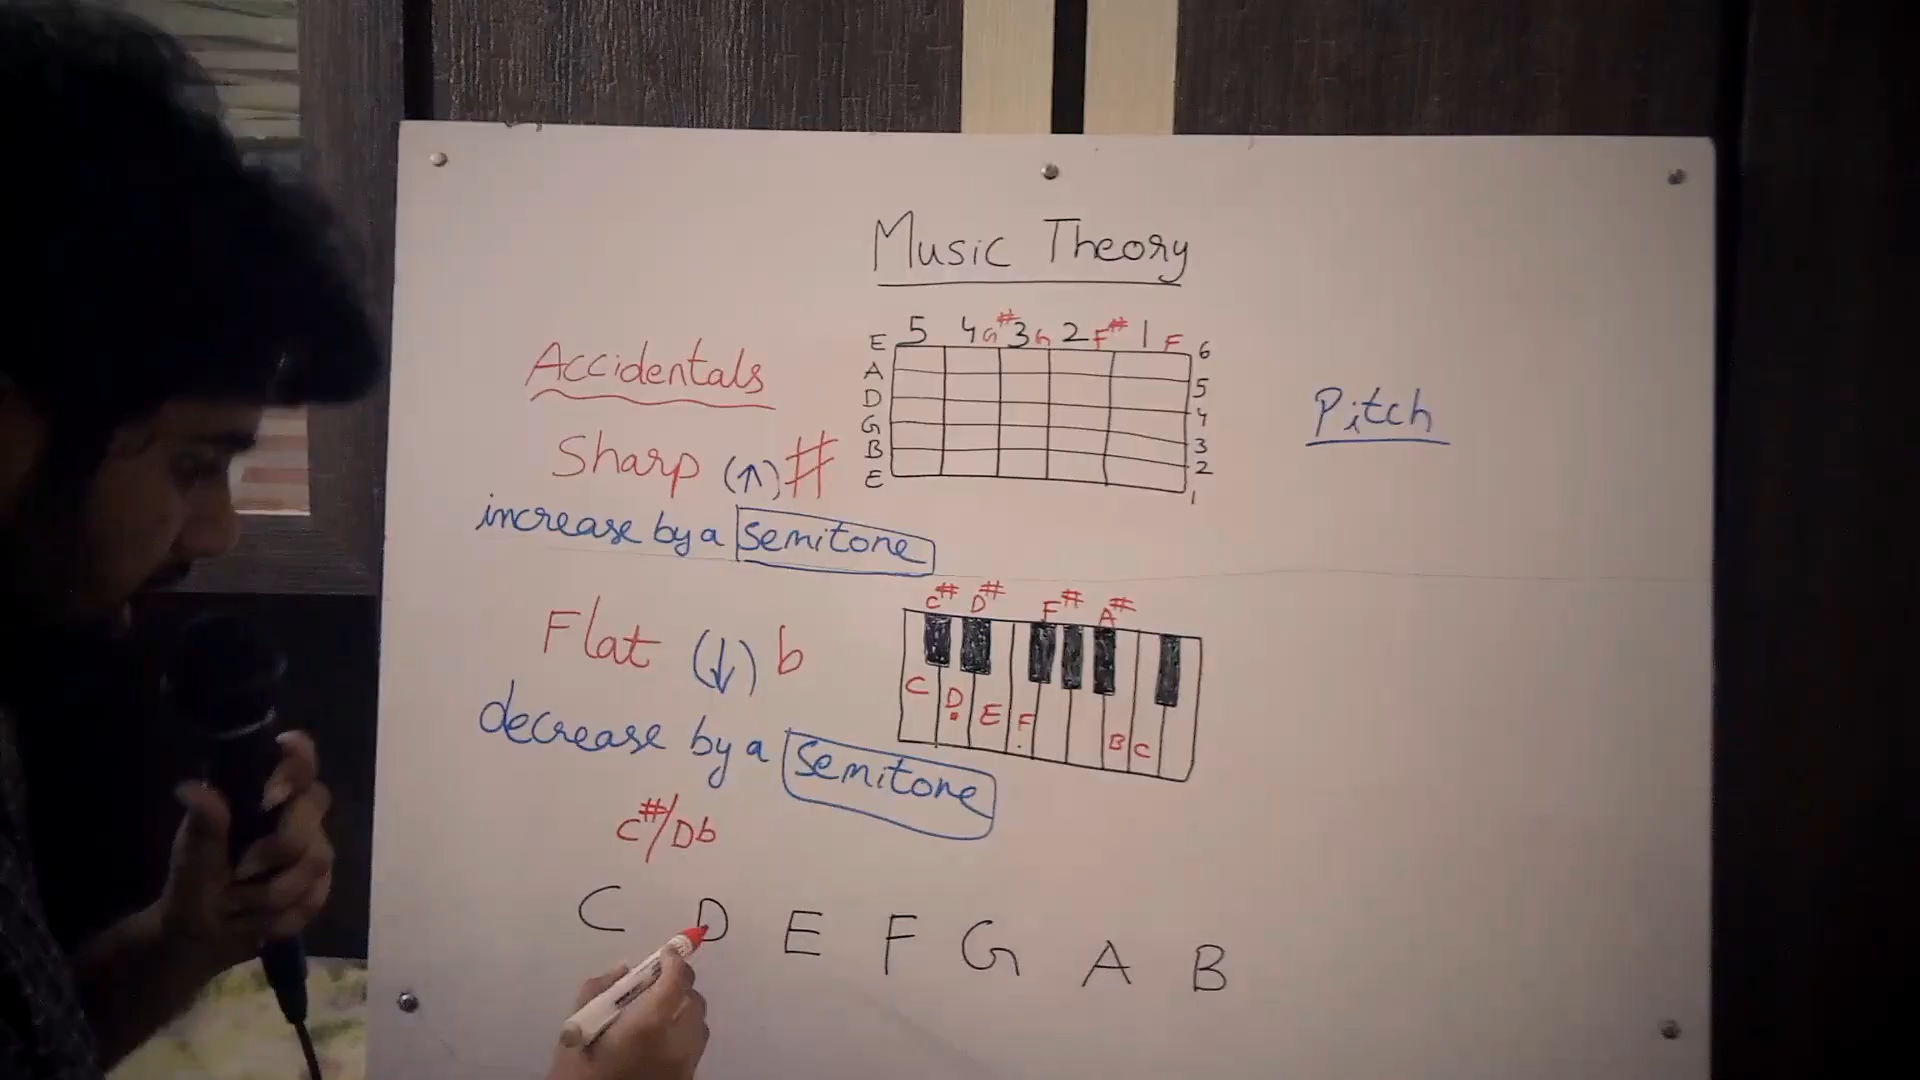 Music Theory
Accidentals
Sharp (↑) #
increase by a semitone
5 4 G# 3 G 2 F# 1 F
E 6
A 5
D 4
G 3
B 2
E 1
Pitch
Flat (↓) b
decrease by a semitone
C# D# F# A#
C D E F B C
C#/Db
C D E F G A B